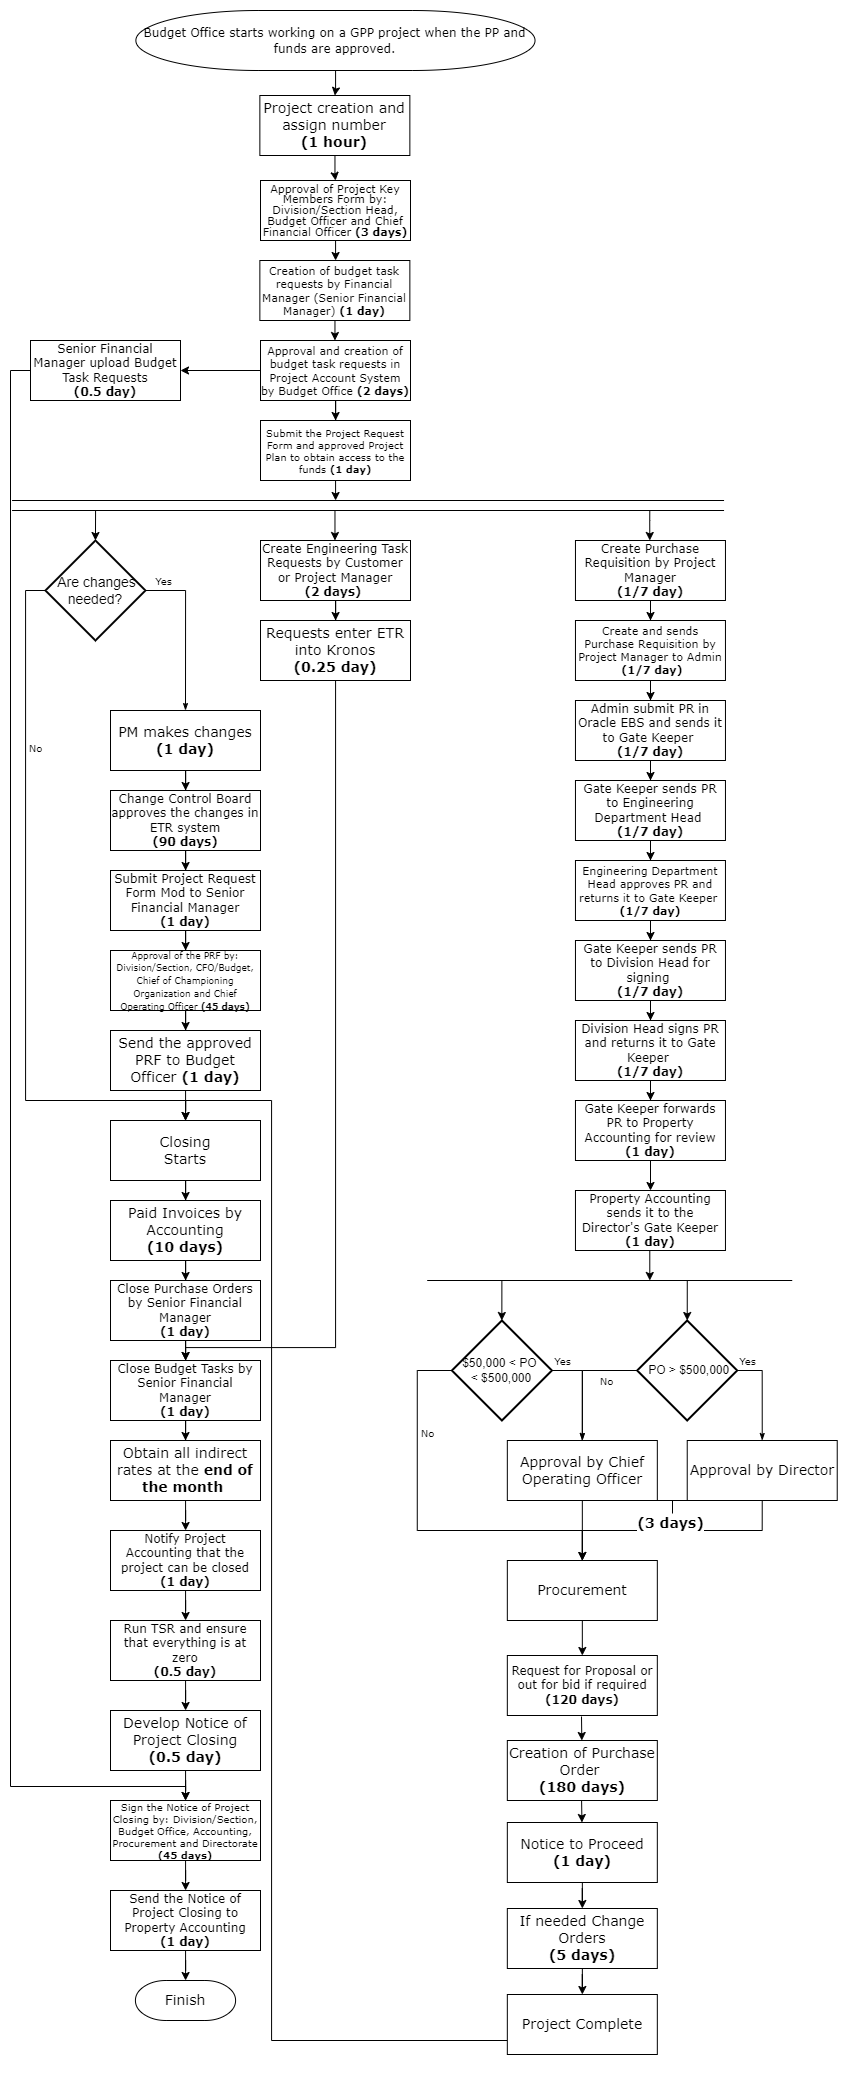 Budget Office starts working on a GPP project when the PP and
funds are approved.
Project creation and
assign number
(1 hour)
Approval of Project Key
Members Form by:
Division/Section Head,
Budget Officer and Chief
Financial Officer (3 days)
Creation of budget task
requests by Financial
Manager (Senior Financial
Manager) (1 day)
Senior Financial
Manager upload Budget
Task Requests
(0.5 day)
Approval and creation of
budget task requests in
Project Account System
by Budget Office (2 days)
Submit the Project Request
Form and approved Project
Plan to obtain access to the
funds (1 day)
Are changes
needed?
Yes
No
PM makes changes
(1 day)
Change Control Board
approves the changes in
ETR system
(90 days)
Submit Project Request
Form Mod to Senior
Financial Manager
(1 day)
Approval of the PRF by:
Division/Section, CFO/Budget,
Chief of Championing
Organization and Chief
Operating Officer (45 days)
Send the approved
PRF to Budget
Officer (1 day)
Closing
Starts
Paid Invoices by
Accounting
(10 days)
Close Purchase Orders
by Senior Financial
Manager
(1 day)
Close Budget Tasks by
Senior Financial
Manager
(1 day)
Obtain all indirect
rates at the end of
the month
Notify Project
Accounting that the
project can be closed
(1 day)
Run TSR and ensure
that everything is at
zero
(0.5 day)
Develop Notice of
Project Closing
(0.5 day)
Sign the Notice of Project
Closing by: Division/Section,
Budget Office, Accounting,
Procurement and Directorate
(45 days)
Send the Notice of
Project Closing to
Property Accounting
(1 day)
Finish
Create Engineering Task
Requests by Customer
or Project Manager
(2 days)
Requests enter ETR
into Kronos
(0.25 day)
Create Purchase
Requisition by Project
Manager
(1/7 day)
Create and sends
Purchase Requisition by
Project Manager to Admin
(1/7 day)
Admin submit PR in
Oracle EBS and sends it
to Gate Keeper
(1/7 day)
Gate Keeper sends PR
to Engineering
Department Head
(1/7 day)
Engineering Department
Head approves PR and
returns it to Gate Keeper
(1/7 day)
Gate Keeper sends PR
to Division Head for
signing
(1/7 day)
Division Head signs PR
and returns it to Gate
Keeper
(1/7 day)
Gate Keeper forwards
PR to Property
Accounting for review
(1 day)
Property Accounting
sends it to the
Director's Gate Keeper
(1 day)
$50,000 < PO
< $500,000
Yes
No
PO > $500,000
Yes
No
Approval by Chief
Operating Officer
Approval by Director
(3 days)
Procurement
Request for Proposal or
out for bid if required
(120 days)
Creation of Purchase
Order
(180 days)
Notice to Proceed
(1 day)
If needed Change
Orders
(5 days)
Project Complete